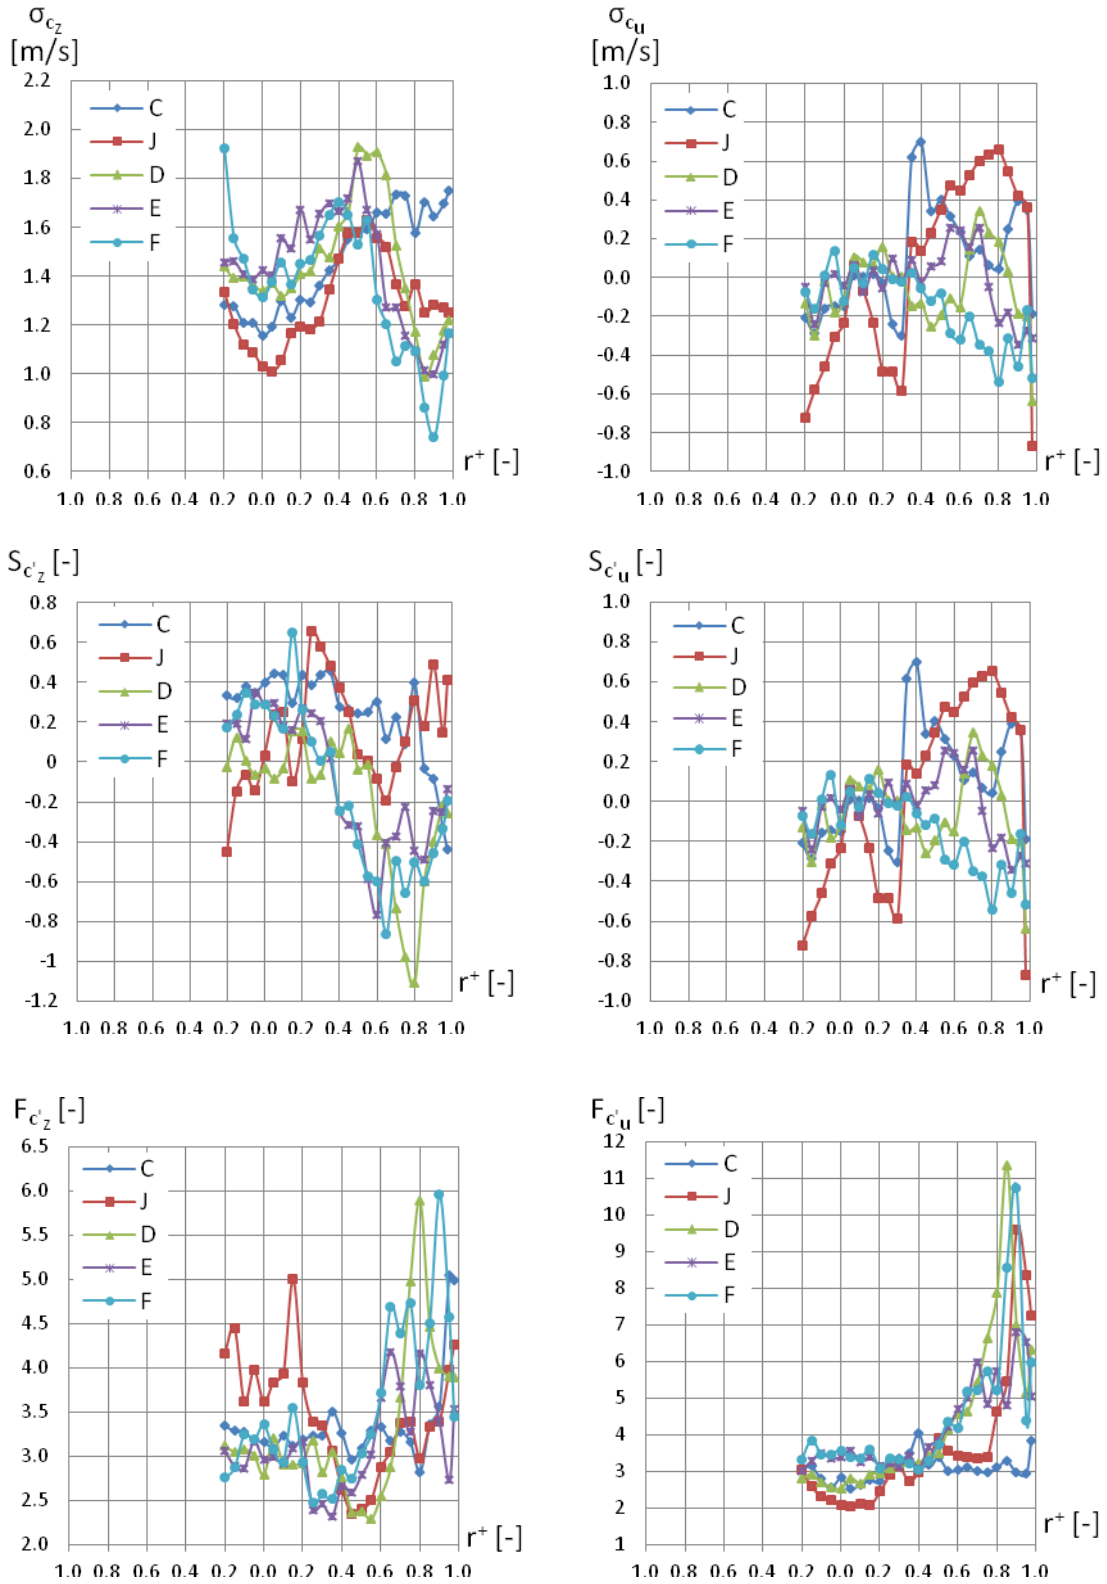 σcz
[m/s]
2.2
2.0
1.8
1.6
1.4
1.2
1.0
0.8
0.6
C
J
D
E
F
r+ [-]
1.0 0.8 0.6 0.4 0.2 0.0 0.2 0.4 0.6 0.8 1.0
σcu
[m/s]
1.0
0.8
0.6
0.4
0.2
0.0
-0.2
-0.4
-0.6
-0.8
-1.0
C
J
D
E
F
r+ [-]
1.0 0.8 0.6 0.4 0.2 0.0 0.2 0.4 0.6 0.8 1.0
Sc'z [-]
0.8
0.6
0.4
0.2
0
-0.2
-0.4
-0.6
-0.8
-1
-1.2
C
J
D
E
F
r+ [-]
1.0 0.8 0.6 0.4 0.2 0.0 0.2 0.4 0.6 0.8 1.0
Sc'u [-]
1.0
0.8
0.6
0.4
0.2
0.0
-0.2
-0.4
-0.6
-0.8
-1.0
C
J
D
E
F
r+ [-]
1.0 0.8 0.6 0.4 0.2 0.0 0.2 0.4 0.6 0.8 1.0
Fc'z [-]
6.5
6.0
5.5
5.0
4.5
4.0
3.5
3.0
2.5
2.0
C
J
D
E
F
r+ [-]
1.0 0.8 0.6 0.4 0.2 0.0 0.2 0.4 0.6 0.8 1.0
Fc'u [-]
12
11
10
9
8
7
6
5
4
3
2
1
C
J
D
E
F
r+ [-]
1.0 0.8 0.6 0.4 0.2 0.0 0.2 0.4 0.6 0.8 1.0